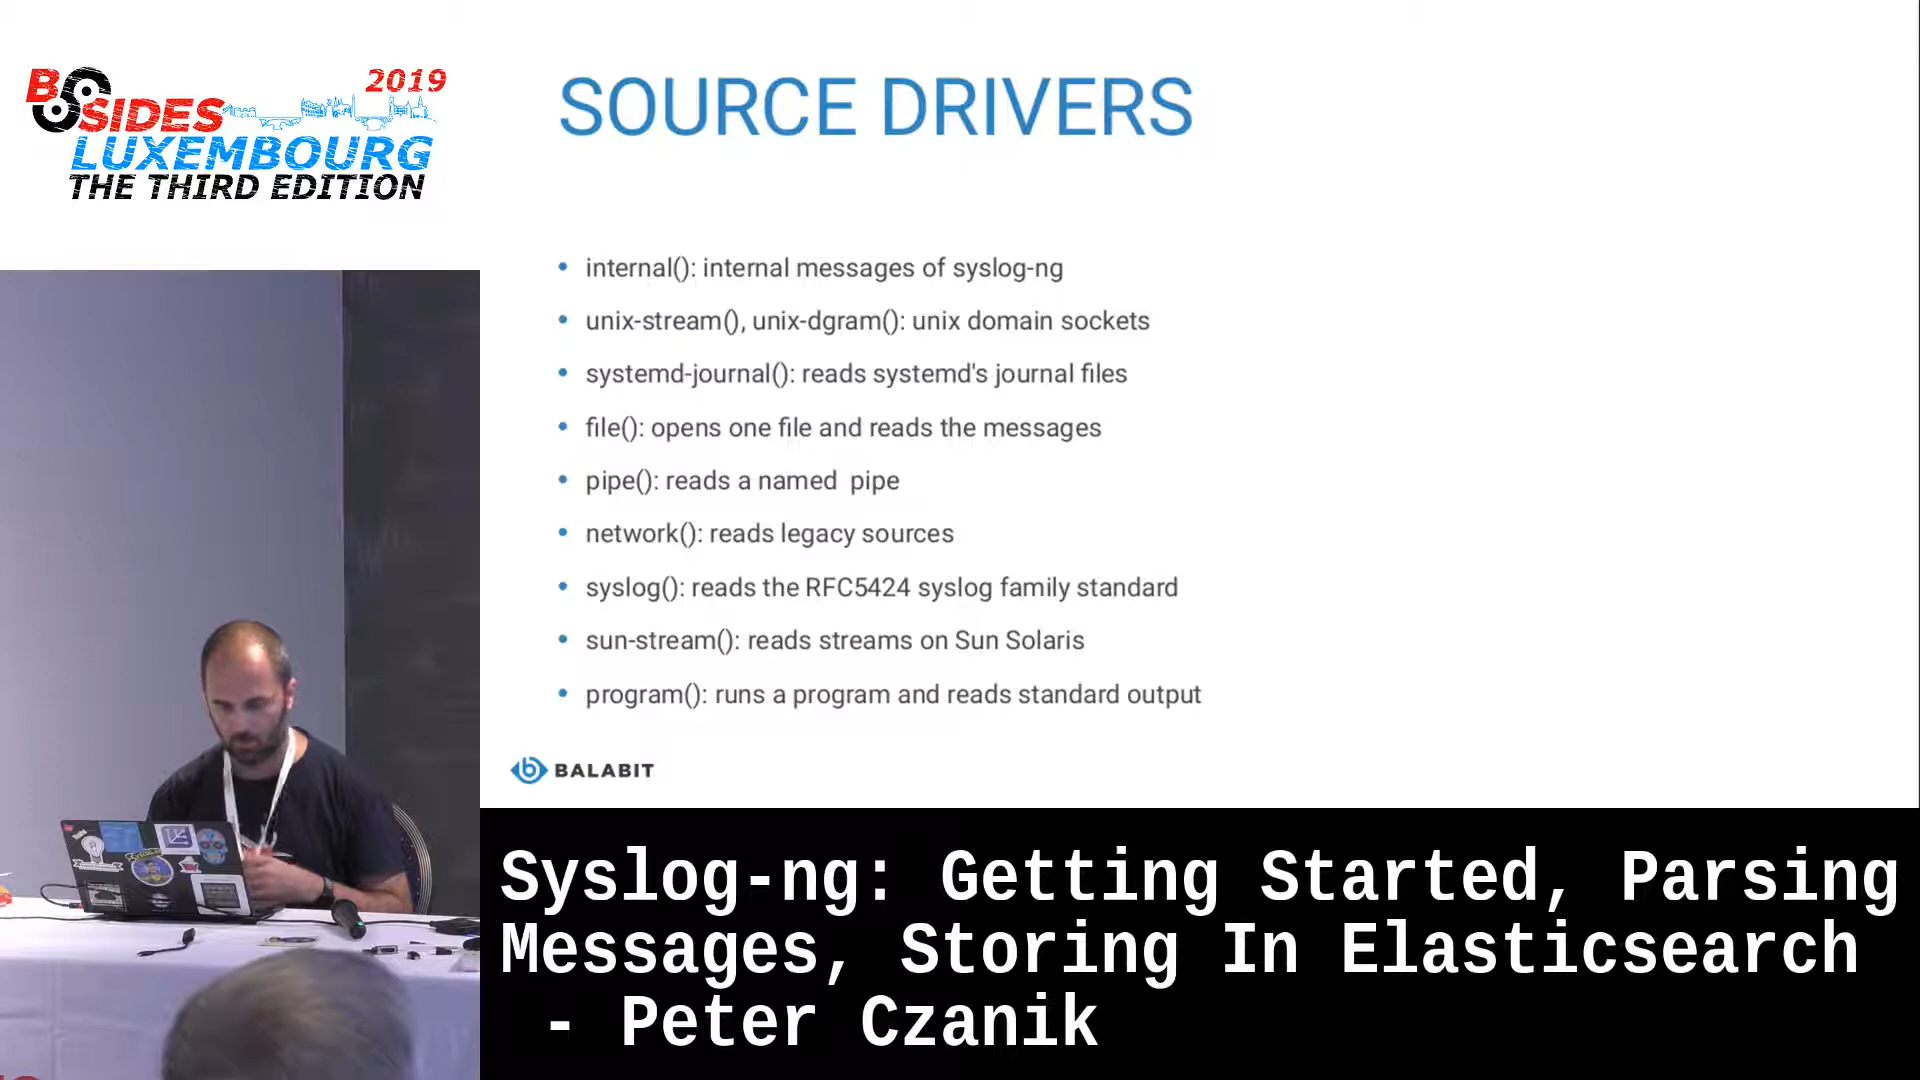 BSIDES 2019
LUXEMBOURG
THE THIRD EDITION
SOURCE DRIVERS
• internal(): internal messages of syslog-ng
• unix-stream(), unix-dgram(): unix domain sockets
• systemd-journal(): reads systemd's journal files
• file(): opens one file and reads the messages
• pipe(): reads a named  pipe
• network(): reads legacy sources
• syslog(): reads the RFC5424 syslog family standard
• sun-stream(): reads streams on Sun Solaris
• program(): runs a program and reads standard output
BALABIT
Syslog-ng: Getting Started, Parsing
Messages, Storing In Elasticsearch
- Peter Czanik